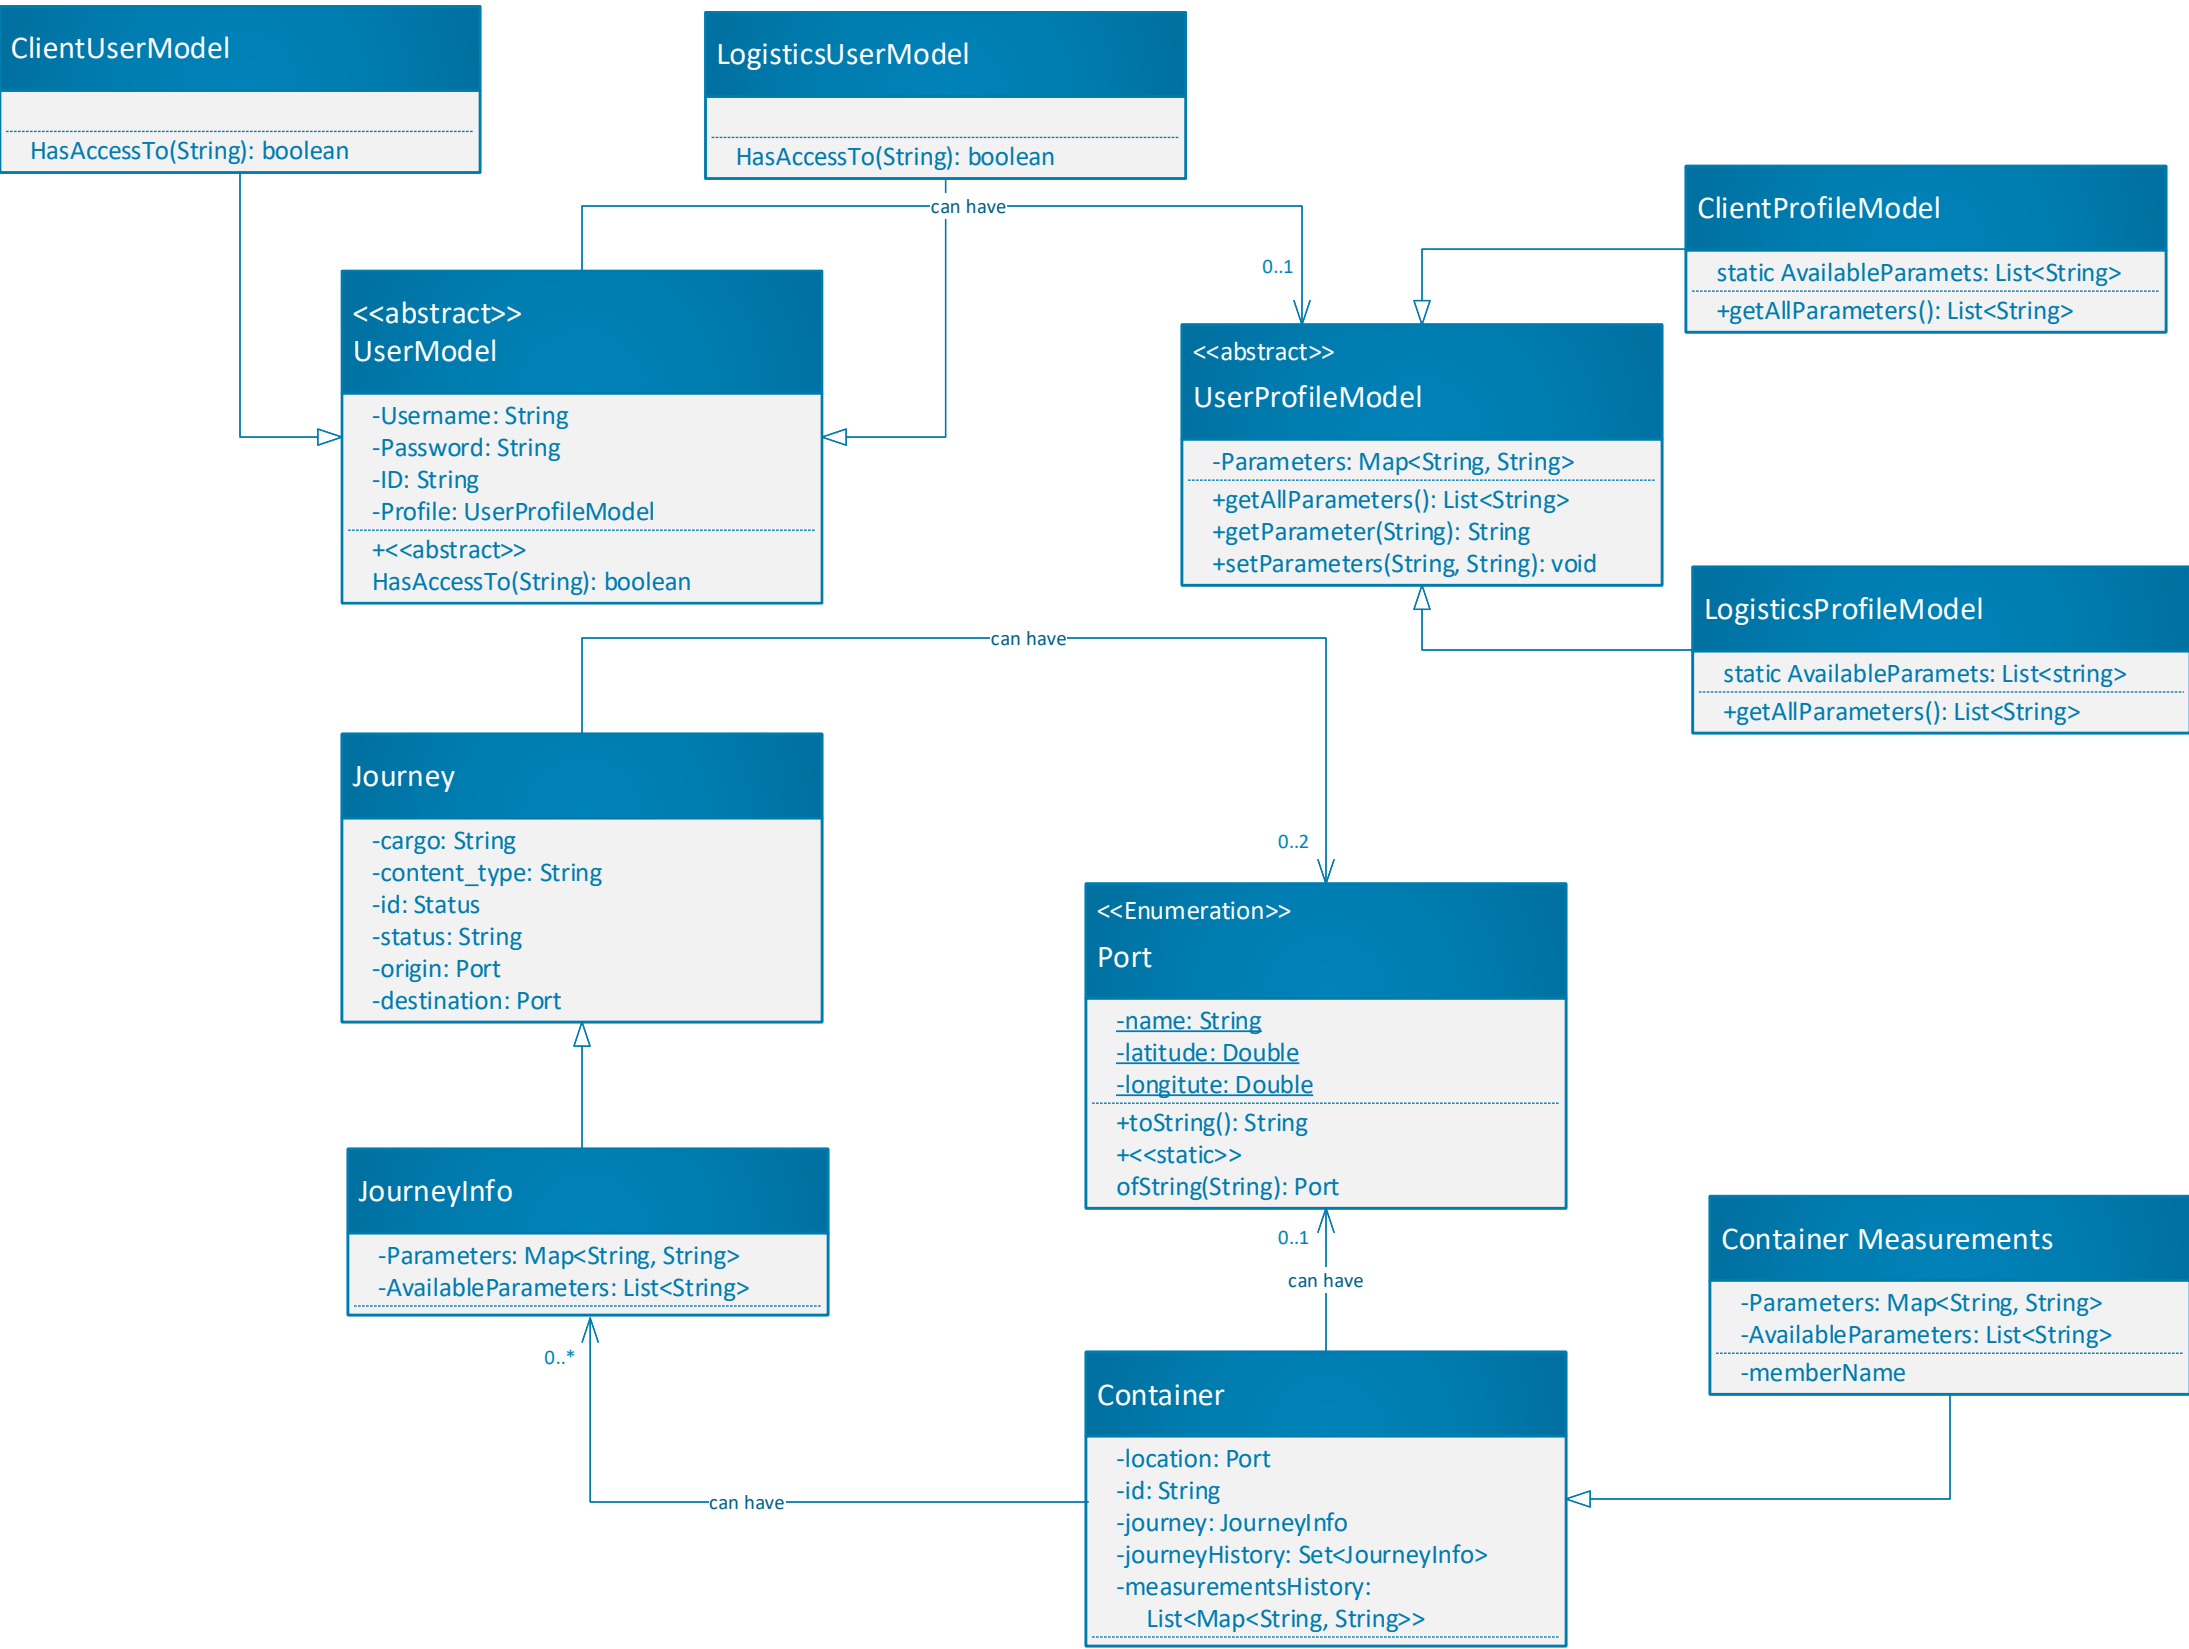 ClientUserModel
HasAccessTo(String): boolean
LogisticsUserModel
HasAccessTo(String): boolean
can have
0..1
ClientProfileModel
static AvailableParamets: List<String>
+getAllParameters(): List<String>
<<abstract>>
UserModel
-Username: String
-Password: String
-ID: String
-Profile: UserProfileModel
+<<abstract>>
HasAccessTo(String): boolean
<<abstract>>
UserProfileModel
-Parameters: Map<String, String>
+getAllParameters(): List<String>
+getParameter(String): String
+setParameters(String, String): void
LogisticsProfileModel
static AvailableParamets: List<string>
+getAllParameters(): List<String>
can have
0..2
Journey
-cargo: String
-content_type: String
-id: Status
-status: String
-origin: Port
-destination: Port
<<Enumeration>>
Port
-name: String
-latitude: Double
-longitute: Double
+toString(): String
+<<static>>
ofString(String): Port
JourneyInfo
-Parameters: Map<String, String>
-AvailableParameters: List<String>
0..*
can have
0..1
can have
Container Measurements
-Parameters: Map<String, String>
-AvailableParameters: List<String>
-memberName
Container
-location: Port
-id: String
-journey: JourneyInfo
-journeyHistory: Set<JourneyInfo>
-measurementsHistory:
List<Map<String, String>>